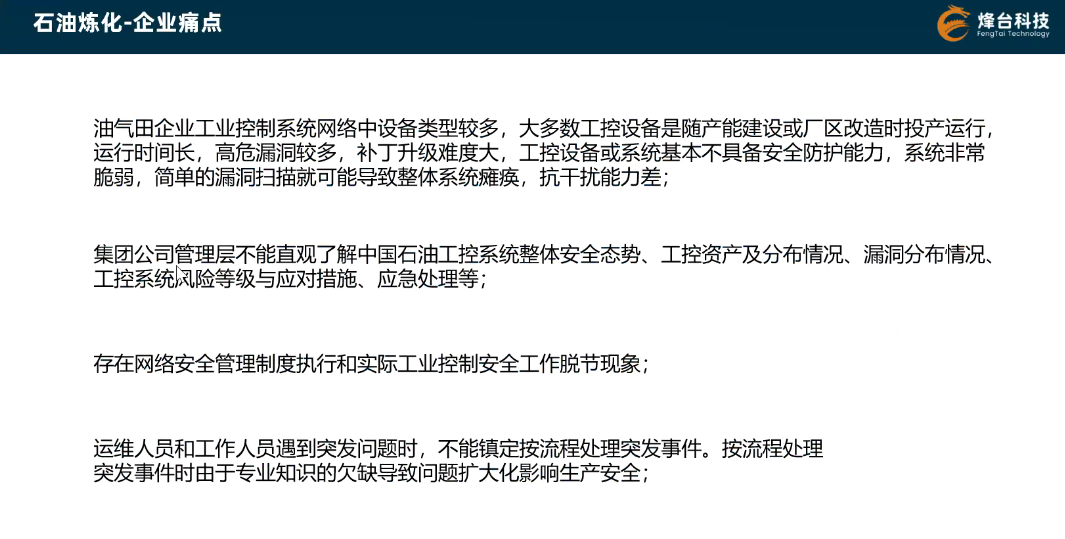 石油炼化-企业痛点
烽台科技
FengTai Technology
油气田企业工业控制系统网络中设备类型较多，大多数工控设备是随产能建设或厂区改造时投产运行，
运行时间长，高危漏洞较多，补丁升级难度大，工控设备或系统基本不具备安全防护能力，系统非常
脆弱，简单的漏洞扫描就可能导致整体系统瘫痪，抗干扰能力差；
集团公司管理层不能直观了解中国石油工控系统整体安全态势、工控资产及分布情况、漏洞分布情况、
工控系统风险等级与应对措施、应急处理等；
存在网络安全管理制度执行和实际工业控制安全工作脱节现象；
运维人员和工作人员遇到突发问题时，不能镇定按流程处理突发事件。按流程处理
突发事件时由于专业知识的欠缺导致问题扩大化影响生产安全；